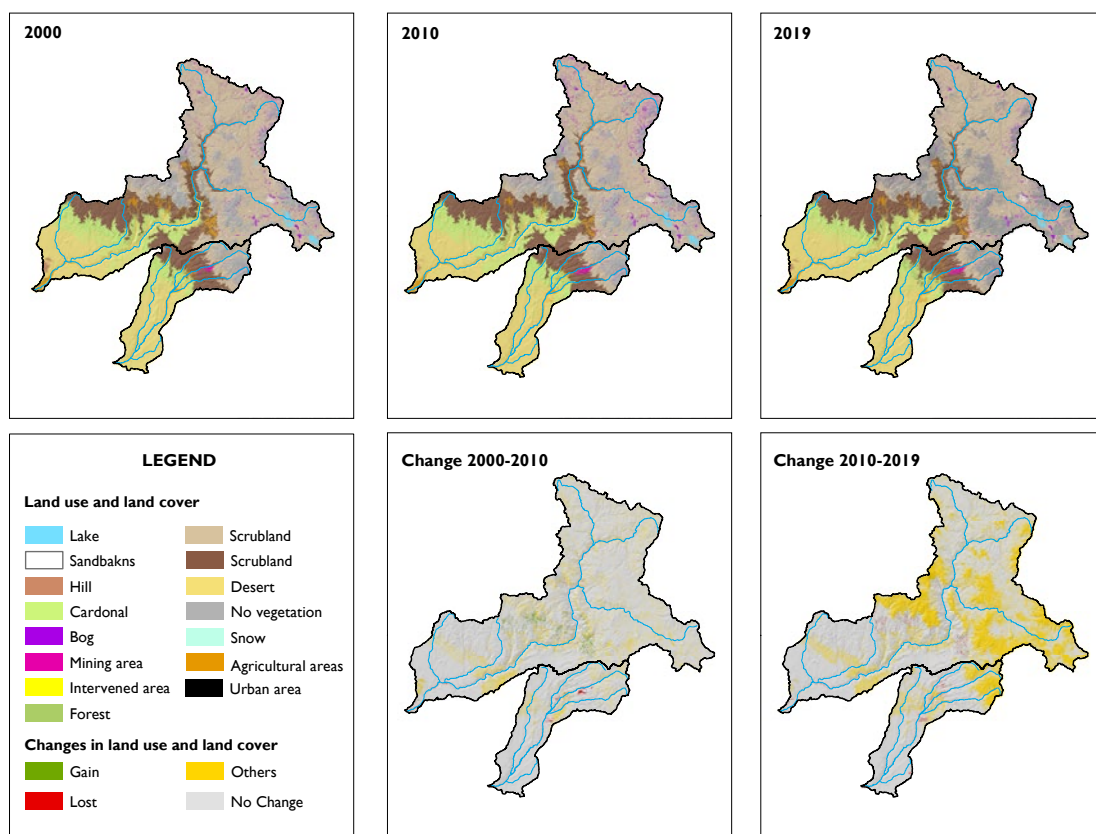 2000
2010
2019
LEGEND
Land use and land cover
Lake
Scrubland
Sandbakns
Scrubland
Hill
Desert
Cardonal
No vegetation
Bog
Snow
Mining area
Agricultural areas
Intervened area
Urban area
Forest
Changes in land use and land cover
Gain
Others
Lost
No Change
Change 2000-2010
Change 2010-2019